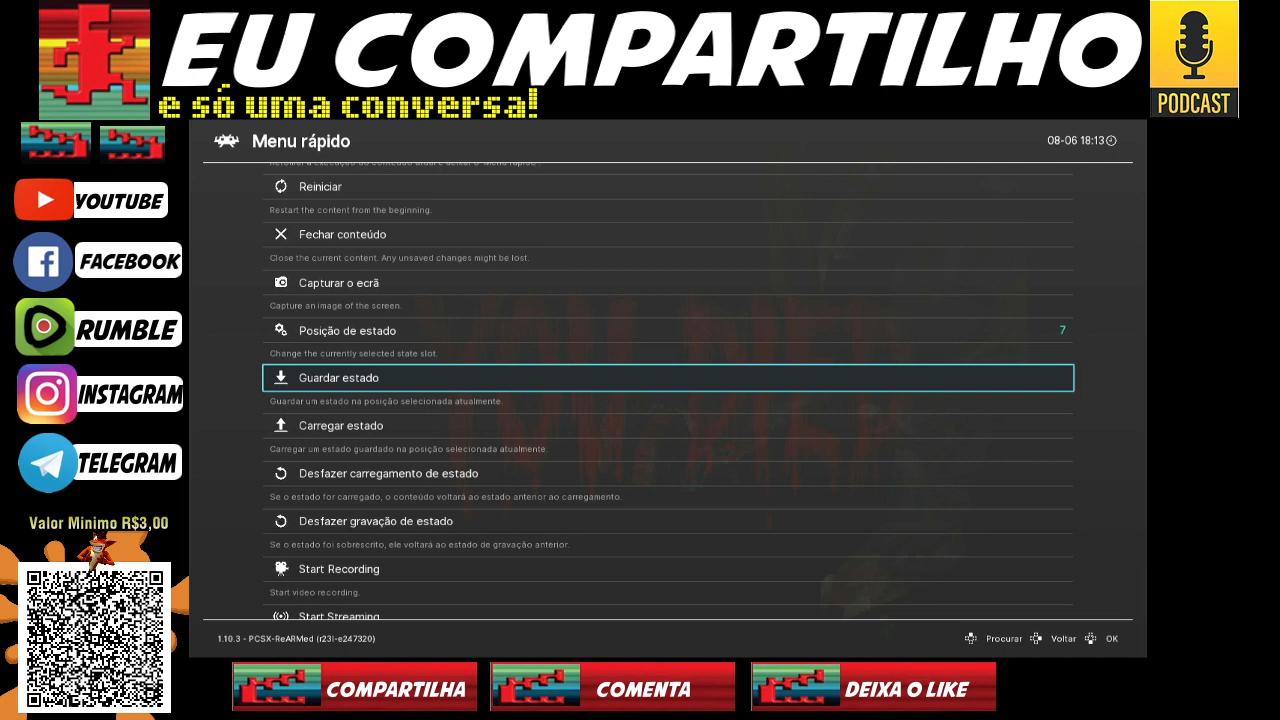 EU COMPARTILHO
e só uma conversa!
PODCAST
Menu rápido
08-06 18:13
Reiniciar
Restart the content from the beginning.
Fechar conteúdo
Close the current content. Any unsaved changes might be lost.
Capturar o ecrã
Capture an image of the screen.
Posição de estado
7
Change the currently selected state slot.
Guardar estado
Guardar um estado na posição selecionada atualmente.
Carregar estado
Carregar um estado guardado na posição selecionada atualmente.
Desfazer carregamento de estado
Se o estado for carregado, o conteúdo voltará ao estado anterior ao carregamento.
Desfazer gravação de estado
Se o estado foi sobrescrito, ele voltará ao estado de gravação anterior.
Start Recording
Start video recording.
Start Streaming
1.10.3 - PCSX-ReARMed (r23l-e247320)
Procurar
Voltar
OK
YOUTUBE
FACEBOOK
RUMBLE
INSTAGRAM
TELEGRAM
Valor Minimo R$3,00
COMPARTILHA
COMENTA
DEIXA O LIKE